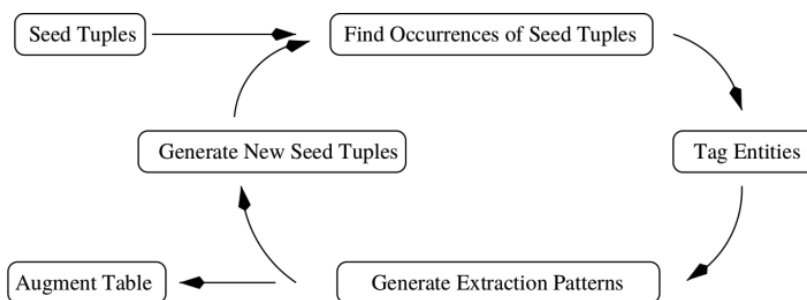 Seed Tuples
Find Occurrences of Seed Tuples
Generate New Seed Tuples
Tag Entities
Augment Table
Generate Extraction Patterns